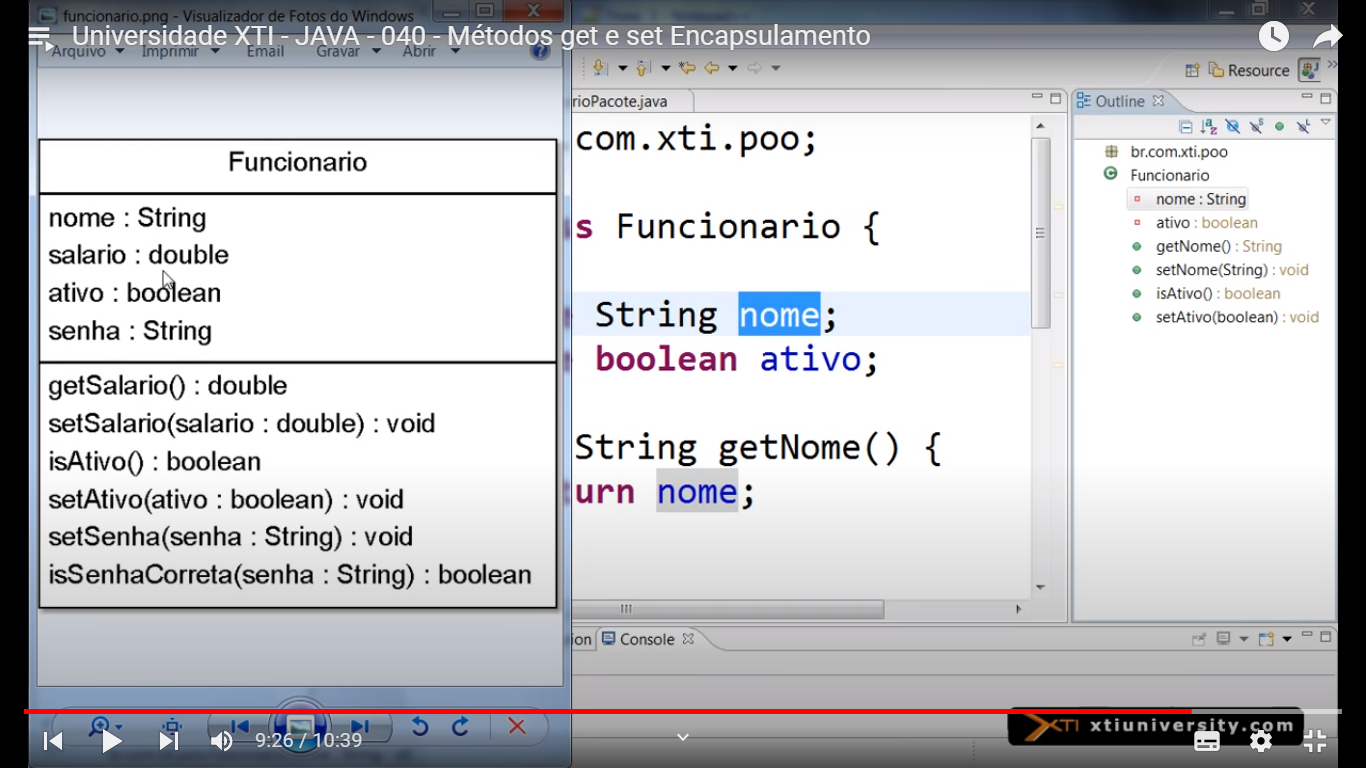 funcionario.png - Visualizador de Fotos do Windows
Universidade XTI - JAVA - 040 - Métodos get e set Encapsulamento
Arquivo Imprimir Email Gravar Abrir
Funcionario
nome : String
salario : double
ativo : boolean
senha : String
getSalario() : double
setSalario(salario : double) : void
isAtivo() : boolean
setAtivo(ativo : boolean) : void
setSenha(senha : String) : void
isSenhaCorreta(senha : String) : boolean
Resource
rioPacote.java
com.xti.poo;
s Funcionario {
String nome;
boolean ativo;
String getNome() {
urn nome;
Outline
br.com.xti.poo
Funcionario
nome : String
ativo : boolean
getNome() : String
setNome(String) : void
isAtivo() : boolean
setAtivo(boolean) : void
ion Console
XTI xtiuniversity.com
9:26 / 10:39